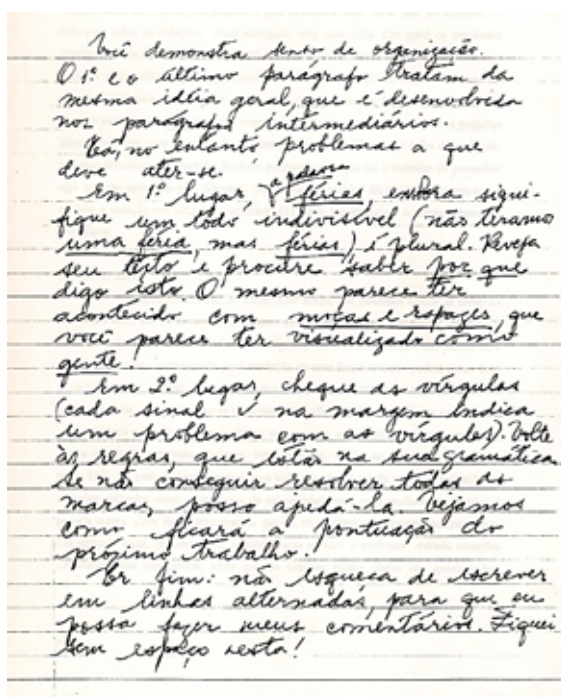 Você demonstra senso de organização.
O 1º e o último parágrafo tratam da
mesma idéia geral, que é desenvolvida
nos parágrafos intermediários.
Há, no entanto problemas a que
deve ater-se.
Em 1º lugar, a palavra férias, embora signi-
fique um todo indivisível (não tiramos
uma féria, mas férias) é plural. Reveja
seu texto e procure saber por que
digo isto. O mesmo parece ter
acontecido com moças e rapazes, que
você parece ter visualizado como
gente.
Em 2º lugar, cheque as vírgulas
(cada sinal √ na margem indica
um problema com as vírgulas). Volte
às regras, que estão na sua gramática.
Se não conseguir resolver todas as
marcas, posso ajudá-la. Vejamos
como ficará a pontuação do
próximo trabalho.
Por fim: não esqueça de escrever
em linhas alternadas, para que eu
possa fazer meus comentários. Fiquei
sem espaço nesta!